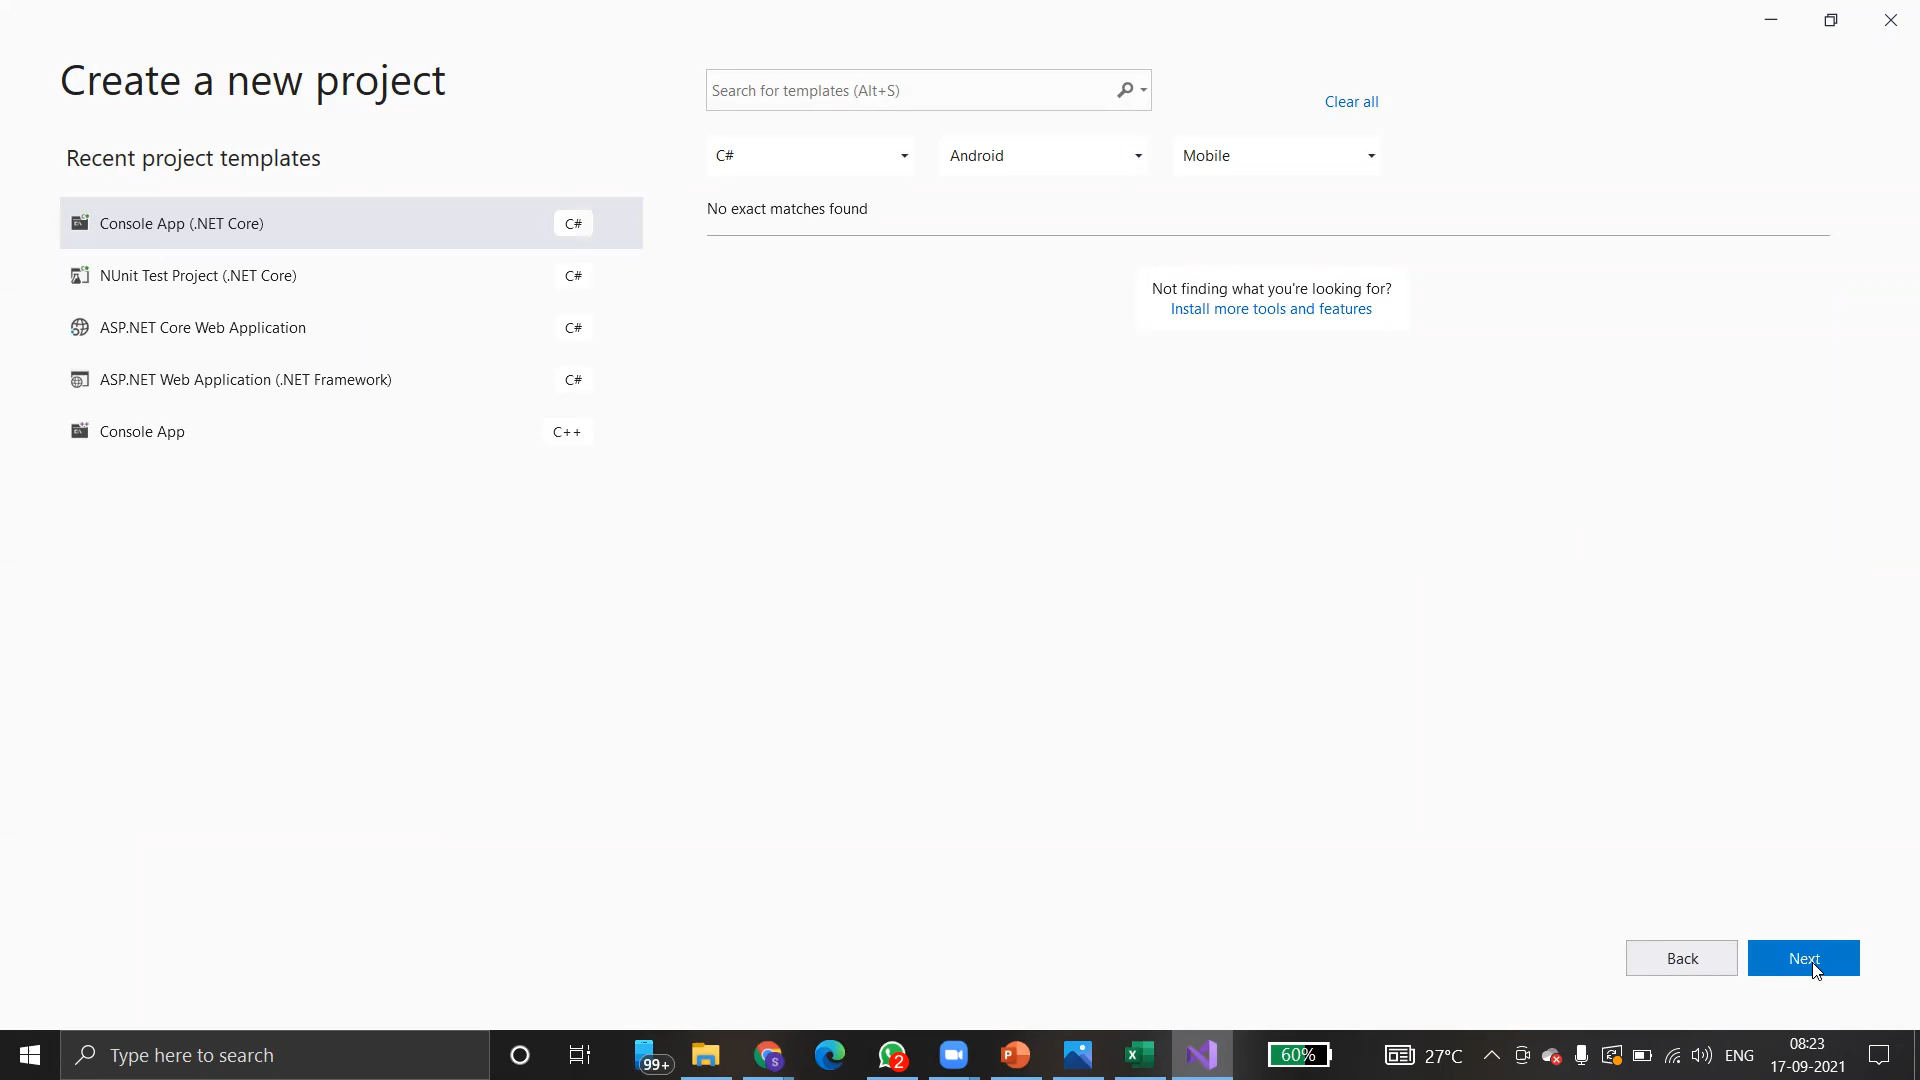 Create a new project
Search for templates (Alt+S)
Clear all
Recent project templates
C#
Android
Mobile
No exact matches found
Console App (.NET Core)
C#
NUnit Test Project (.NET Core)
C#
ASP.NET Core Web Application
C#
ASP.NET Web Application (.NET Framework)
C#
Console App
C++
Not finding what you're looking for?
Install more tools and features
Back
Next
Type here to search
99+
2
60%
27°C
ENG
08:23
17-09-2021